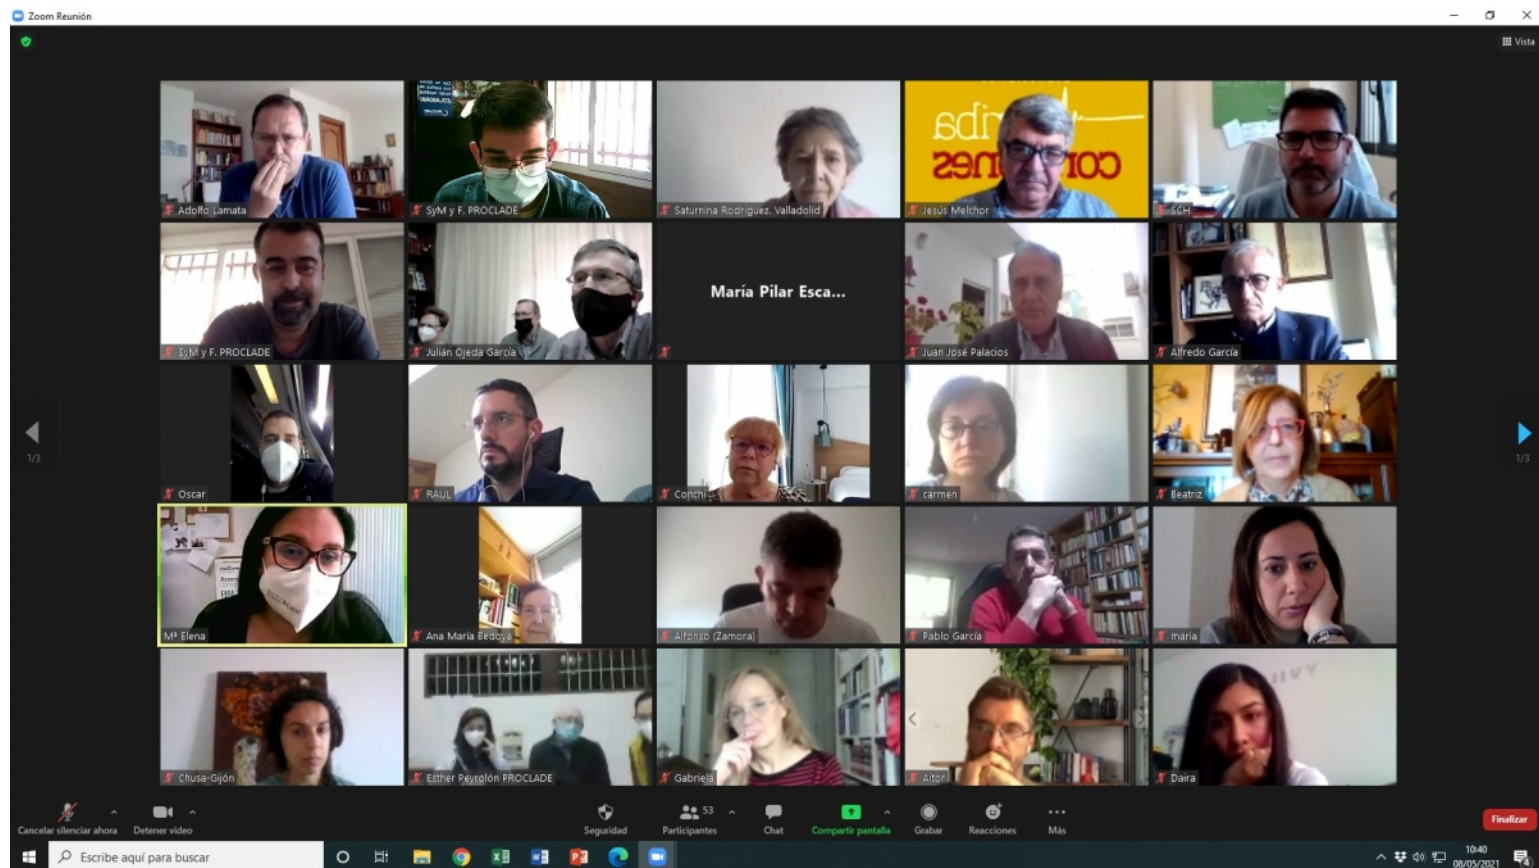 Zoom Reunión
Vista
Adolfo Lamata
SyM y F. PROCLADE
Saturnina Rodríguez. Valladolid
riba
corazones
Jesús Melchor
SCH
SyM y F. PROCLADE
Julián Ojeda García
María Pilar Esca...
Juan José Palacios
Alfredo García
1/3
1/3
Oscar
RAUL
Conchi
carmen
Beatriz
Mª Elena
Ana María Bedoya
Alfonso (Zamora)
Pablo García
maria
Chusa-Gijón
Esther Peyrolón PROCLADE
Gabriela
Aitor
Daira
Cancelar silenciar ahora
Detener video
Seguridad
Participantes
53
Chat
Compartir pantalla
Grabar
Reacciones
Más
Finalizar
Escribe aquí para buscar
10:40
08/05/2021